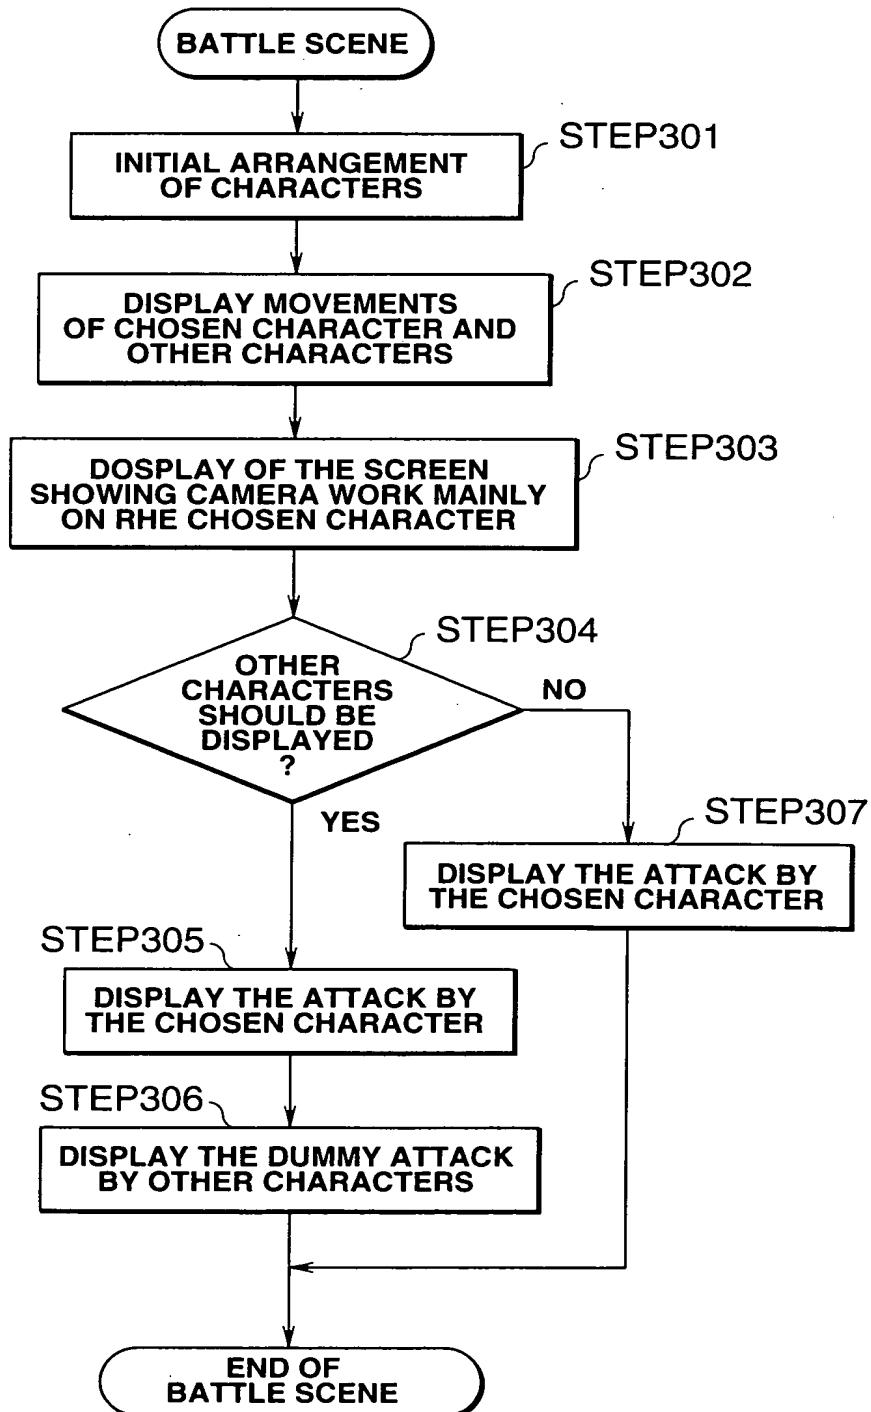 BATTLE SCENE
STEP301
INITIAL ARRANGEMENT
OF CHARACTERS
STEP302
DISPLAY MOVEMENTS
OF CHOSEN CHARACTER AND
OTHER CHARACTERS
STEP303
DOSPLAY OF THE SCREEN
SHOWING CAMERA WORK MAINLY
ON RHE CHOSEN CHARACTER
STEP304
OTHER
CHARACTERS
SHOULD BE
DISPLAYED
?
NO
YES
STEP307
DISPLAY THE ATTACK BY
THE CHOSEN CHARACTER
STEP305
DISPLAY THE ATTACK BY
THE CHOSEN CHARACTER
STEP306
DISPLAY THE DUMMY ATTACK
BY OTHER CHARACTERS
END OF
BATTLE SCENE